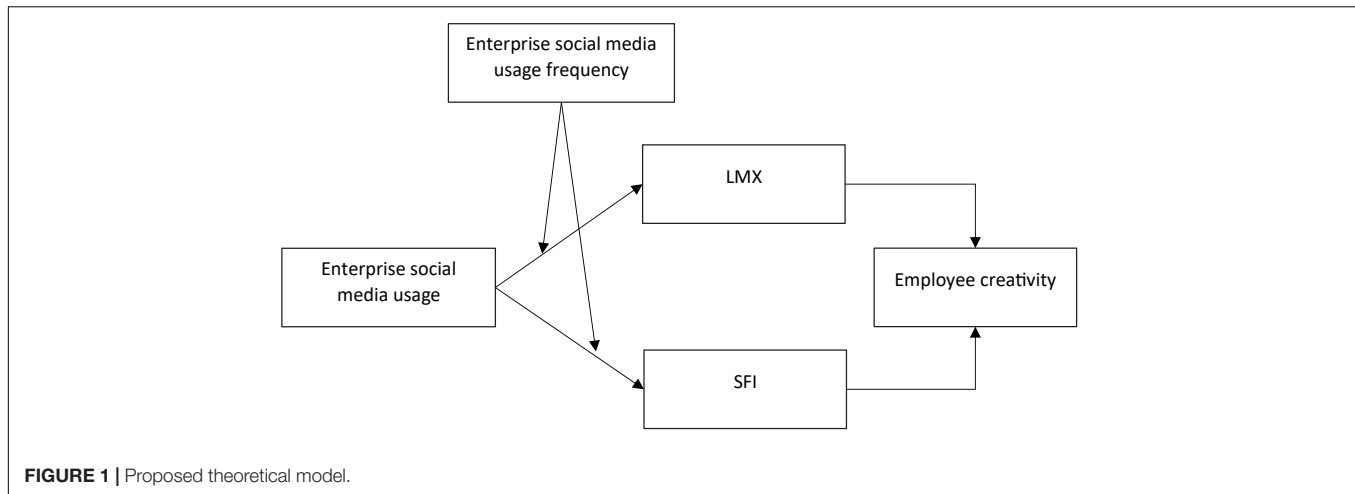 Enterprise social media
usage frequency
LMX
Enterprise social
media usage
Employee creativity
SFI
FIGURE 1 | Proposed theoretical model.